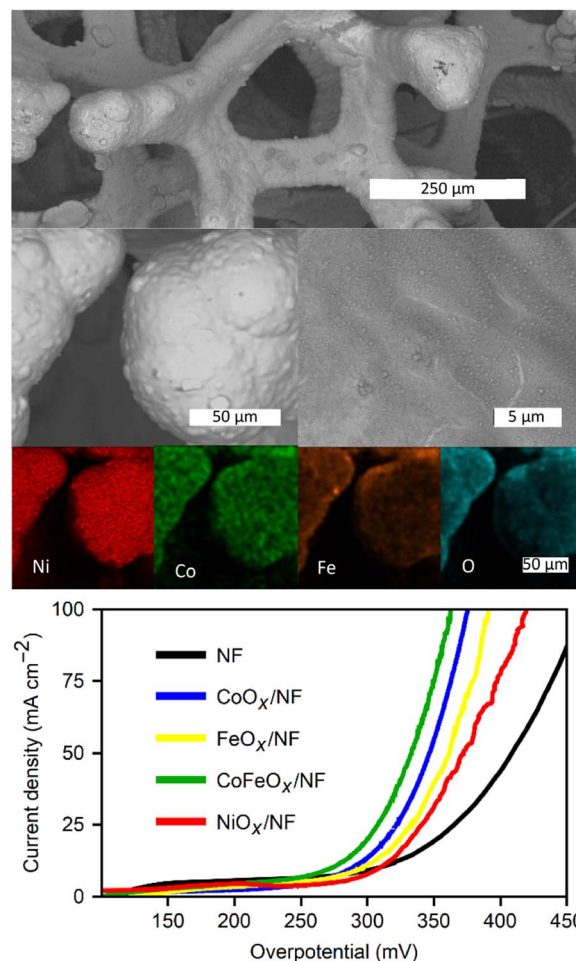 250 µm
50 µm
5 µm
Ni
Co
Fe
O
50 µm
Current density (mA cm⁻²)
100
75
50
25
0
NF
CoOₓ/NF
FeOₓ/NF
CoFeOₓ/NF
NiOₓ/NF
150
200
250
300
350
400
450
Overpotential (mV)